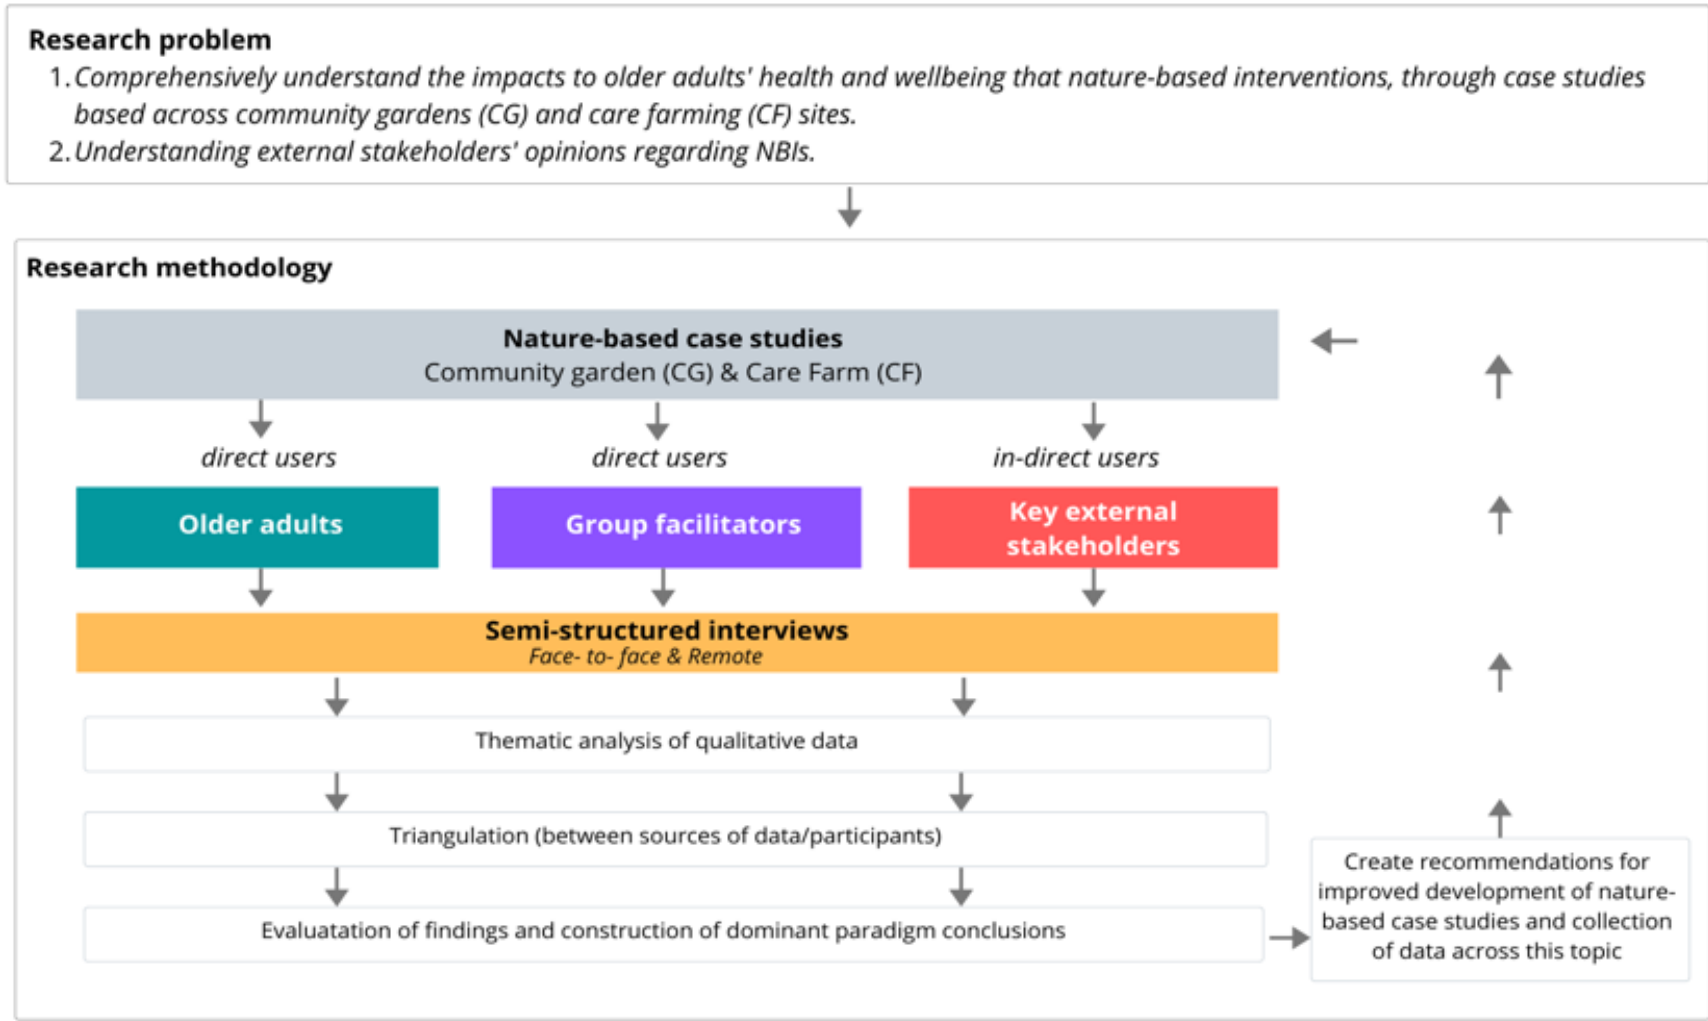 Research problem
1. Comprehensively understand the impacts to older adults' health and wellbeing that nature-based interventions, through case studies
based across community gardens (CG) and care farming (CF) sites.
2. Understanding external stakeholders' opinions regarding NBIs.
Research methodology
Nature-based case studies
Community garden (CG) & Care Farm (CF)
direct users
direct users
in-direct users
Older adults
Group facilitators
Key external
stakeholders
Semi-structured interviews
Face- to- face & Remote
Thematic analysis of qualitative data
Triangulation (between sources of data/participants)
Evaluatation of findings and construction of dominant paradigm conclusions
Create recommendations for
improved development of nature-
based case studies and collection
of data across this topic